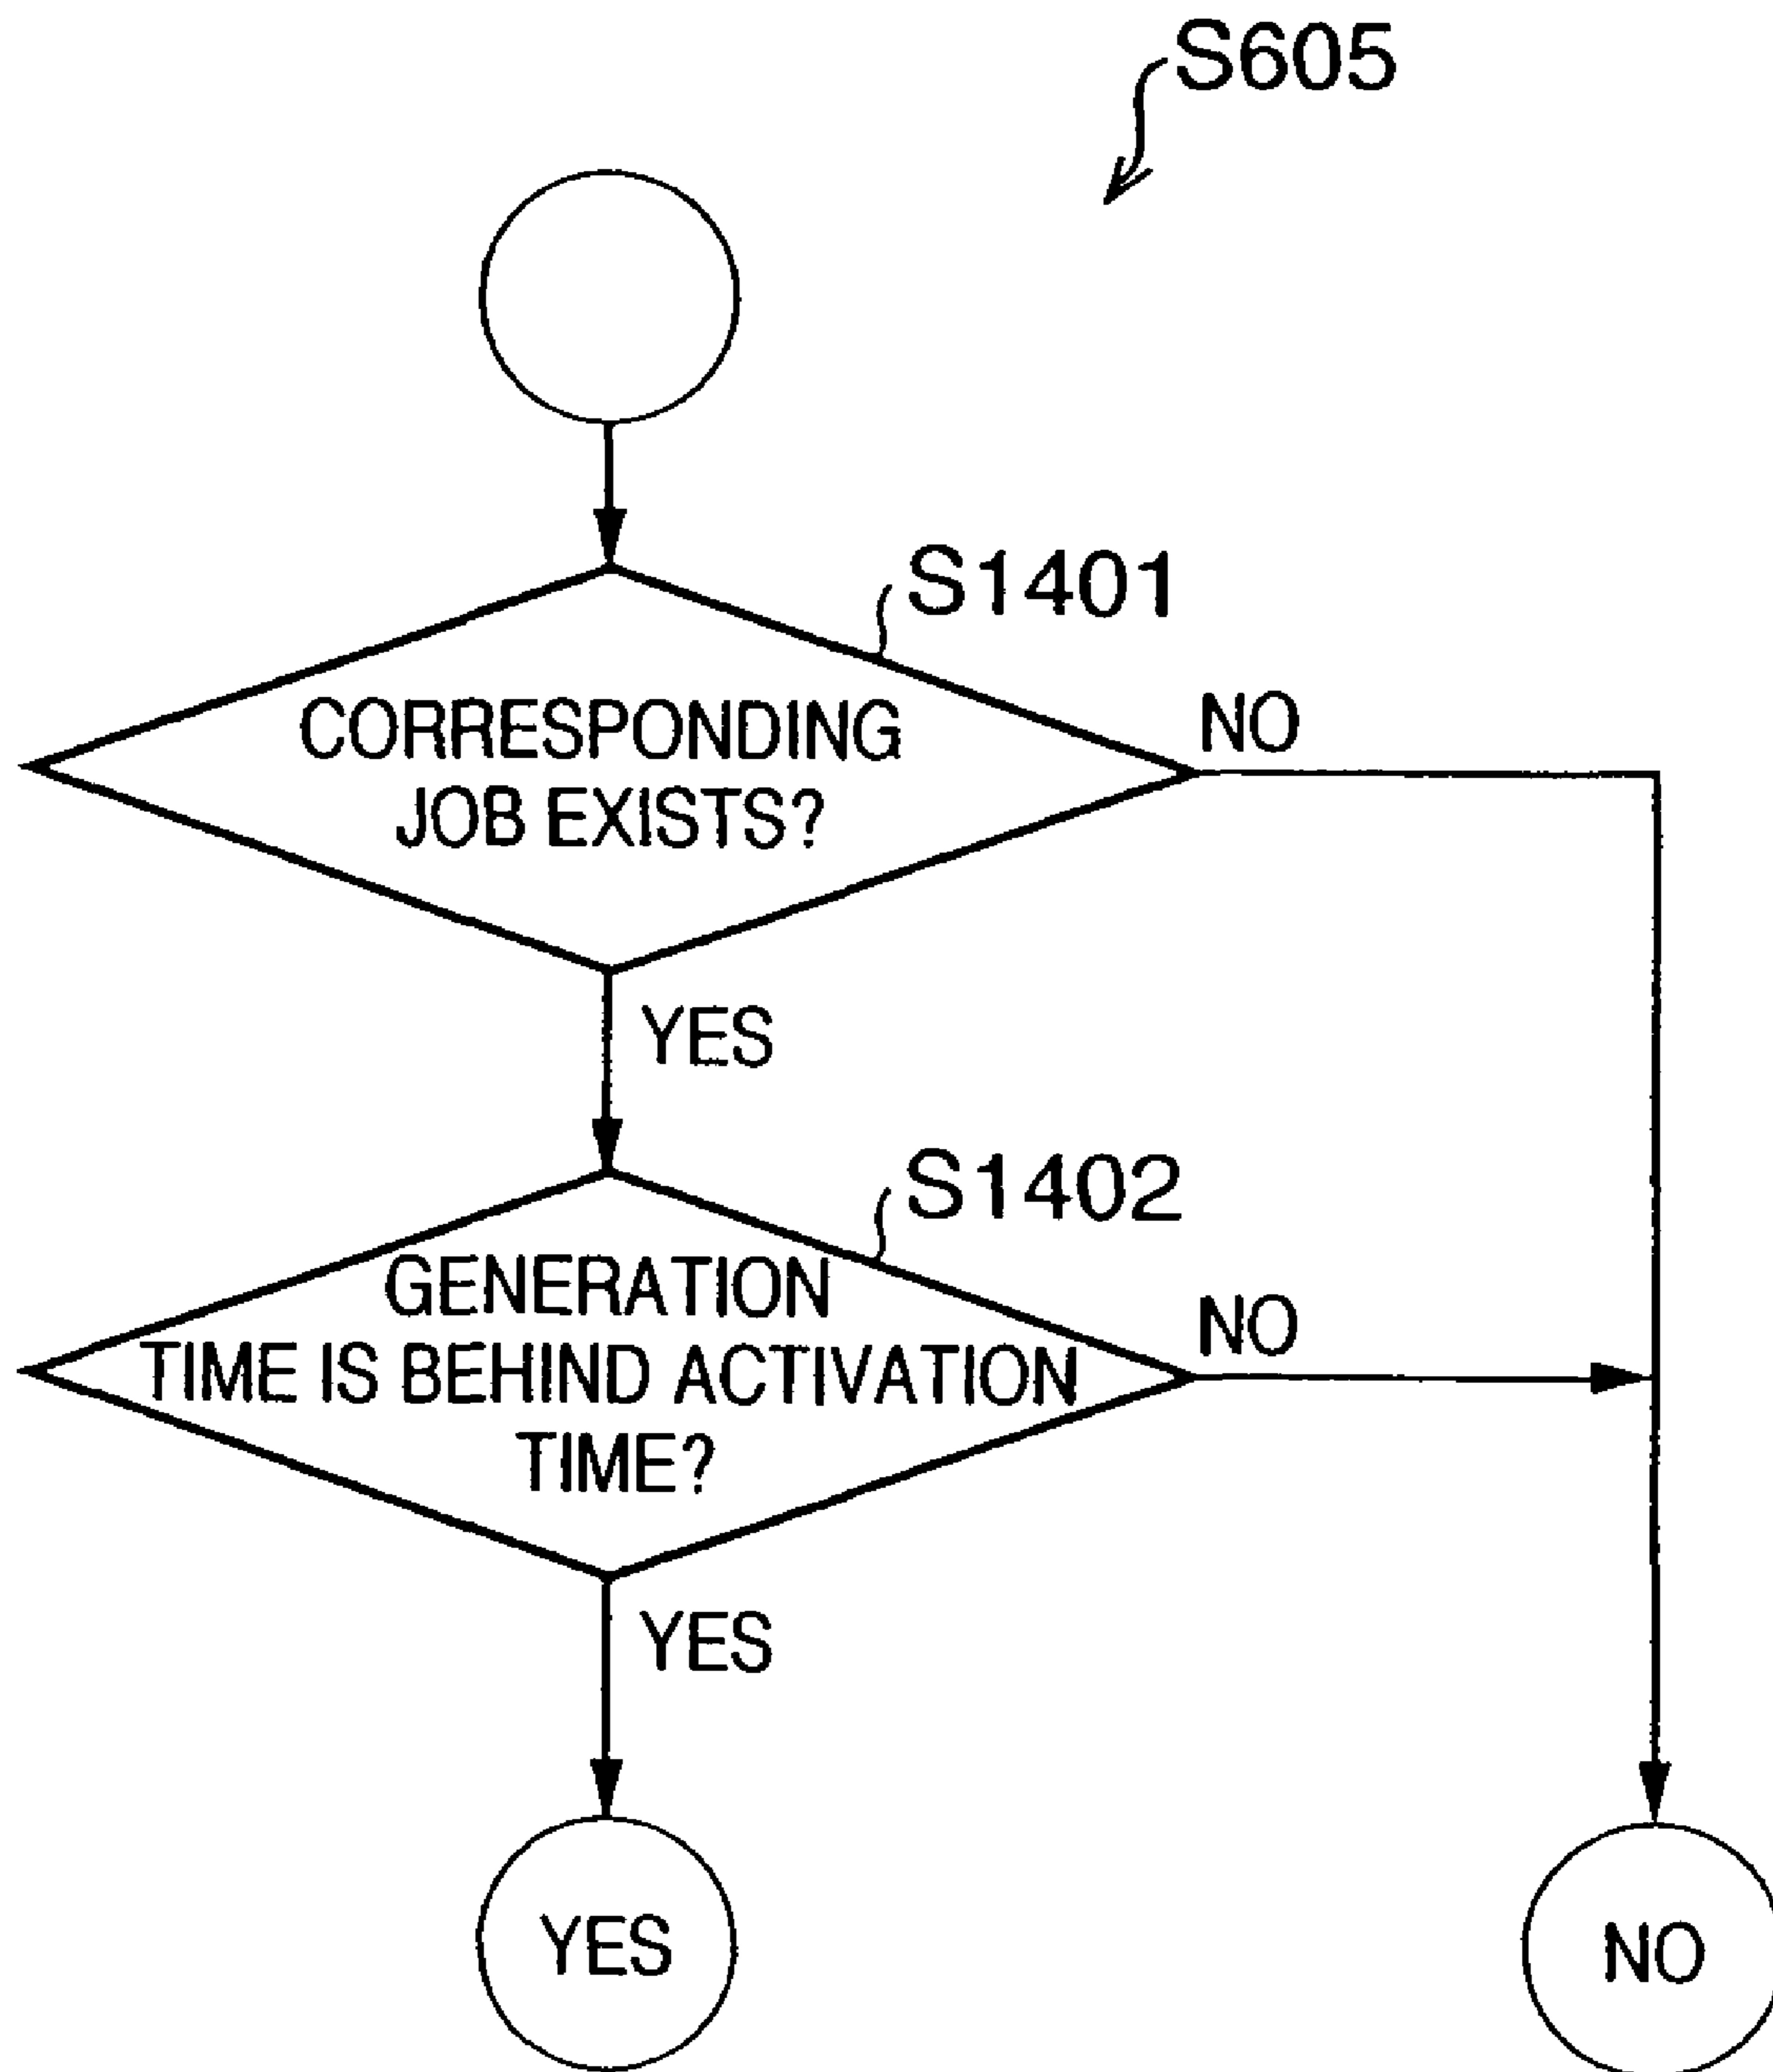 S605
S1401
CORRESPONDING
JOB EXISTS?
NO
YES
S1402
GENERATION
TIME IS BEHIND ACTIVATION
TIME?
NO
YES
YES
NO